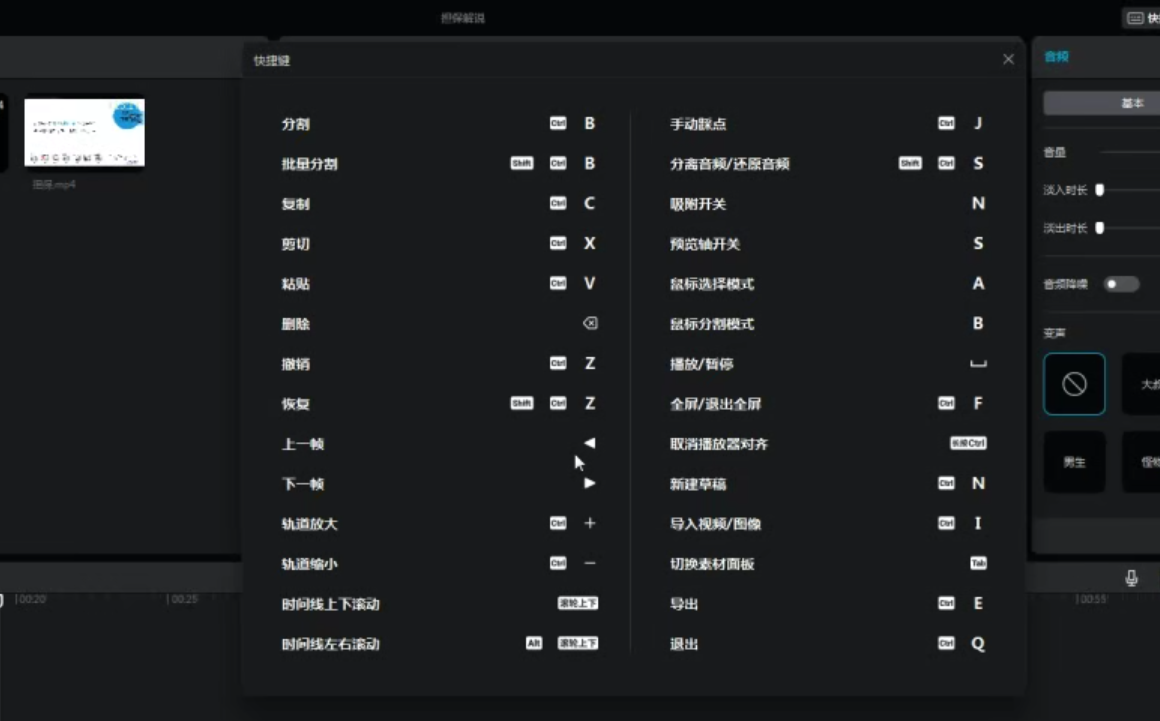 担保解说
快捷键
分割 Ctrl B
批量分割 Shift Ctrl B
复制 Ctrl C
剪切 Ctrl X
粘贴 Ctrl V
删除
撤销 Ctrl Z
恢复 Shift Ctrl Z
上一帧 ◀
下一帧 ▶
轨道放大 Ctrl +
轨道缩小 Ctrl －
时间线上下滚动 滚轮上下
时间线左右滚动 Alt 滚轮上下
手动踩点 Ctrl J
分离音频/还原音频 Shift Ctrl S
吸附开关 N
预览轴开关 S
鼠标选择模式 A
鼠标分割模式 B
播放/暂停
全屏/退出全屏 Ctrl F
取消播放器对齐 长按Ctrl
新建草稿 Ctrl N
导入视频/图像 Ctrl I
切换素材面板 Tab
导出 Ctrl E
退出 Ctrl Q
音频
基本
音量
淡入时长
淡出时长
音频降噪
变声
男生
00:20
00:25
00:55